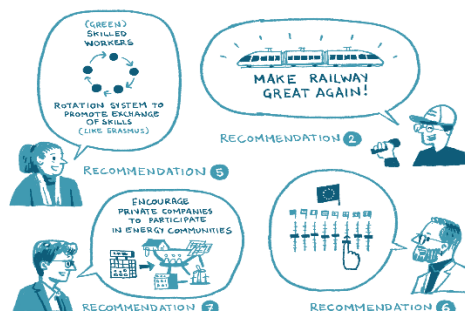 (GREEN)
SKILLED
WORKERS
ROTATION SYSTEM TO
PROMOTE EXCHANGE
OF SKILLS
(LIKE ERASMUS)
RECOMMENDATION 5
MAKE RAILWAY
GREAT AGAIN!
RECOMMENDATION 2
ENCOURAGE
PRIVATE COMPANIES
TO PARTICIPATE
IN ENERGY COMMUNITIES
RECOMMENDATION 7
RECOMMENDATION 6